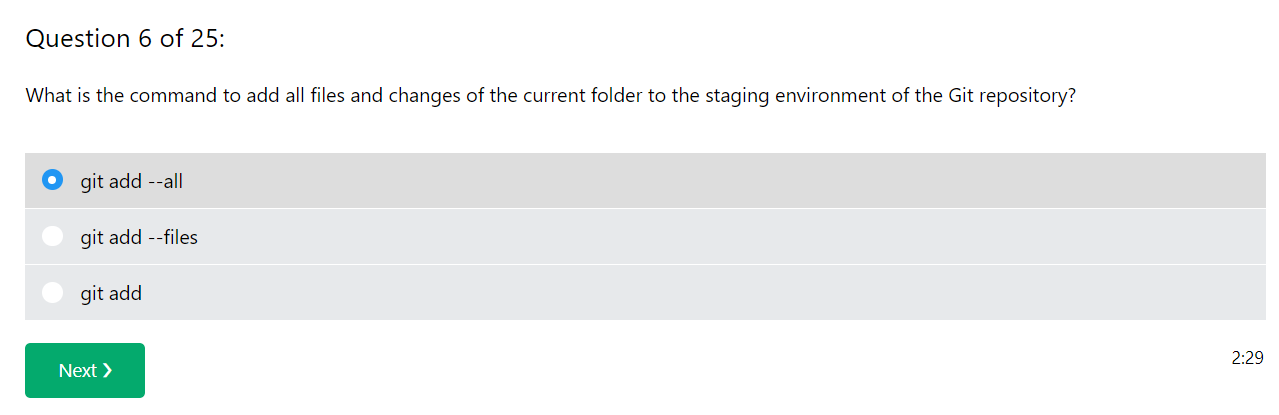 Question 6 of 25:
What is the command to add all files and changes of the current folder to the staging environment of the Git repository?
git add --all
git add --files
git add
Next ❯
2:29